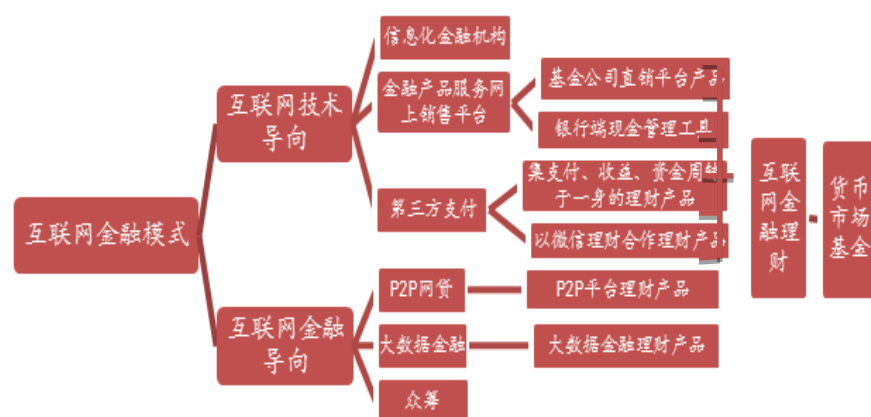 互联网金融模式
互联网技术
导向
互联网金融
导向
信息化金融机构
金融产品服务网
上销售平台
第三方支付
P2P网贷
大数据金融
众筹
基金公司直销平台产品
银行端现金管理工具
集支付、收益、资金周转
于一身的理财产品
以微信理财合作理财产品
P2P平台理财产品
大数据金融理财产品
互联
网金
融理
财
货币
市场
基金